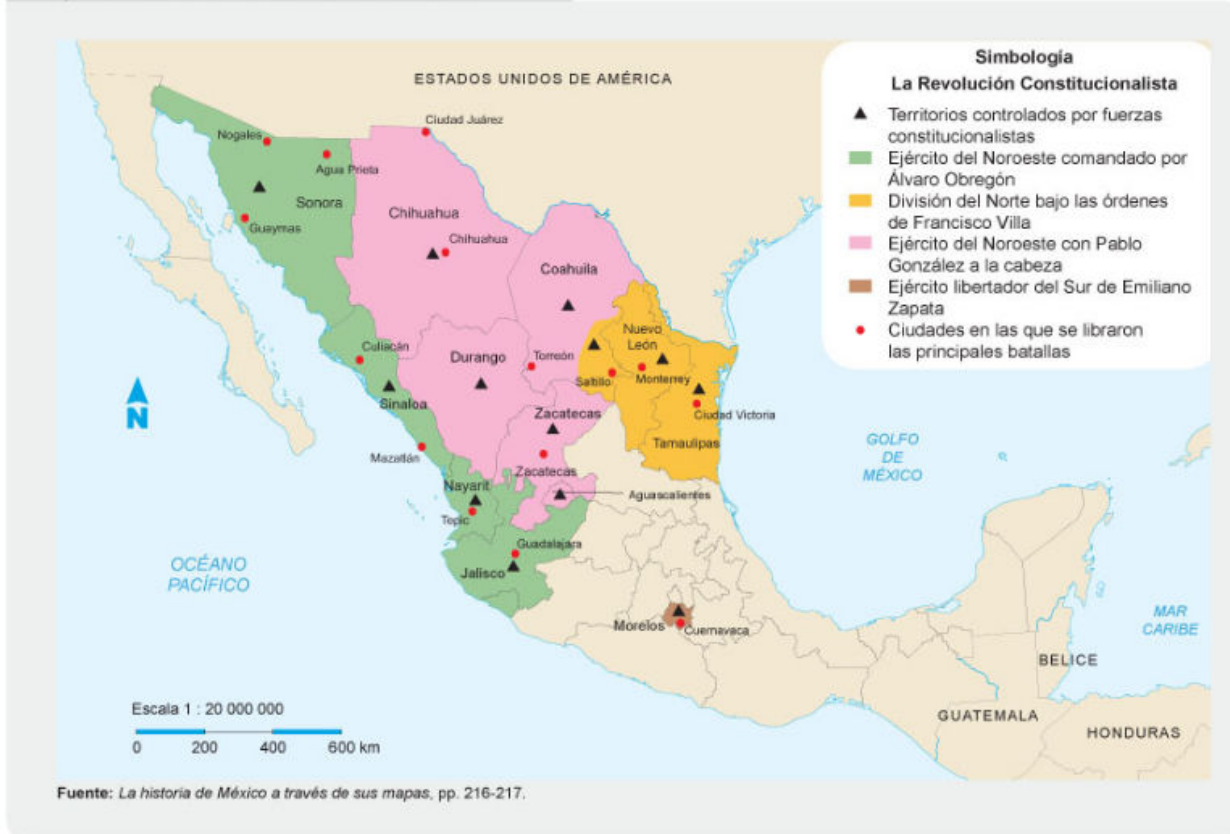 ESTADOS UNIDOS DE AMÉRICA
Simbología
La Revolución Constitucionalista
Territorios controlados por fuerzas
constitucionalistas
Ejército del Noroeste comandado por
Álvaro Obregón
División del Norte bajo las órdenes
de Francisco Villa
Ejército del Noroeste con Pablo
González a la cabeza
Ejército libertador del Sur de Emiliano
Zapata
Ciudades en las que se libraron
las principales batallas
Ciudad Juárez
Nogales
Agua Prieta
Sonora
Chihuahua
Guaymas
Chihuahua
Coahuila
Nuevo
León
Culiacán
Durango
Torreón
Saltillo
Monterrey
Sinaloa
Zacatecas
Ciudad Victoria
Tamaulipas
N
Mazatlán
Zacatecas
Nayarit
Aguascalientes
Tepic
Guadalajara
Jalisco
GOLFO
DE
MÉXICO
OCÉANO
PACÍFICO
Morelos
Cuernavaca
MAR
CARIBE
BELICE
GUATEMALA
HONDURAS
Escala 1 : 20 000 000
0 200 400 600 km
Fuente: La historia de México a través de sus mapas, pp. 216-217.